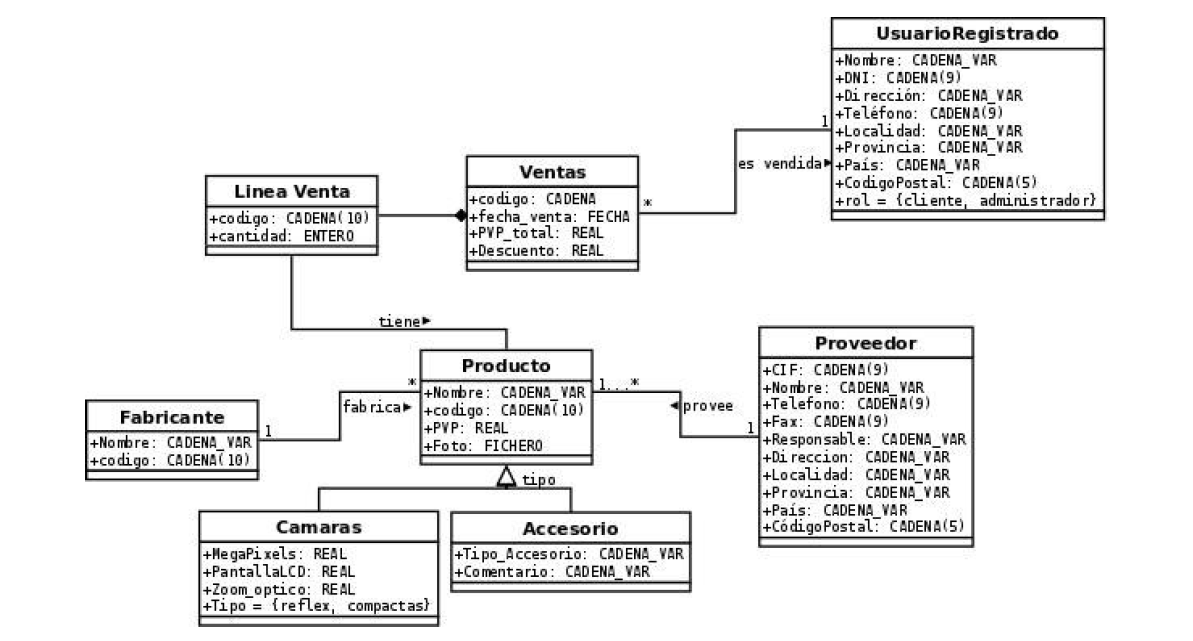 UsuarioRegistrado
+Nombre: CADENA_VAR
+DNI: CADENA(9)
+Dirección: CADENA_VAR
+Teléfono: CADENA(9)
+Localidad: CADENA_VAR
+Provincia: CADENA_VAR
+País: CADENA_VAR
+CodigoPostal: CADENA(5)
+rol = {cliente, administrador}
1
es vendida
*
Ventas
+codigo: CADENA
+fecha_venta: FECHA
+PVP_total: REAL
+Descuento: REAL
Linea Venta
+codigo: CADENA(10)
+cantidad: ENTERO
tiene
Producto
+Nombre: CADENA_VAR
+codigo: CADENA(10)
+PVP: REAL
+Foto: FICHERO
*
fabrica
1
Fabricante
+Nombre: CADENA_VAR
+codigo: CADENA(10)
1...*
provee
1
Proveedor
+CIF: CADENA(9)
+Nombre: CADENA_VAR
+Telefono: CADENA(9)
+Fax: CADENA(9)
+Responsable: CADENA_VAR
+Direccion: CADENA_VAR
+Localidad: CADENA_VAR
+Provincia: CADENA_VAR
+País: CADENA_VAR
+CódigoPostal: CADENA(5)
tipo
Camaras
+MegaPixels: REAL
+PantallaLCD: REAL
+Zoom_optico: REAL
+Tipo = {reflex, compactas}
Accesorio
+Tipo_Accesorio: CADENA_VAR
+Comentario: CADENA_VAR